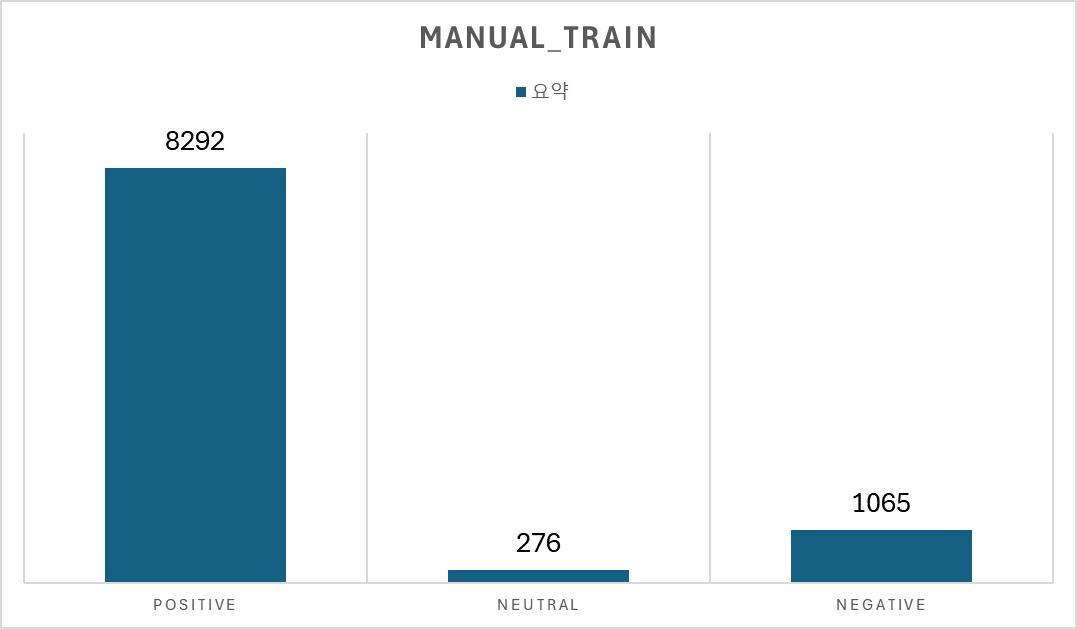 MANUAL_TRAIN
요약
8292
276
1065
POSITIVE
NEUTRAL
NEGATIVE